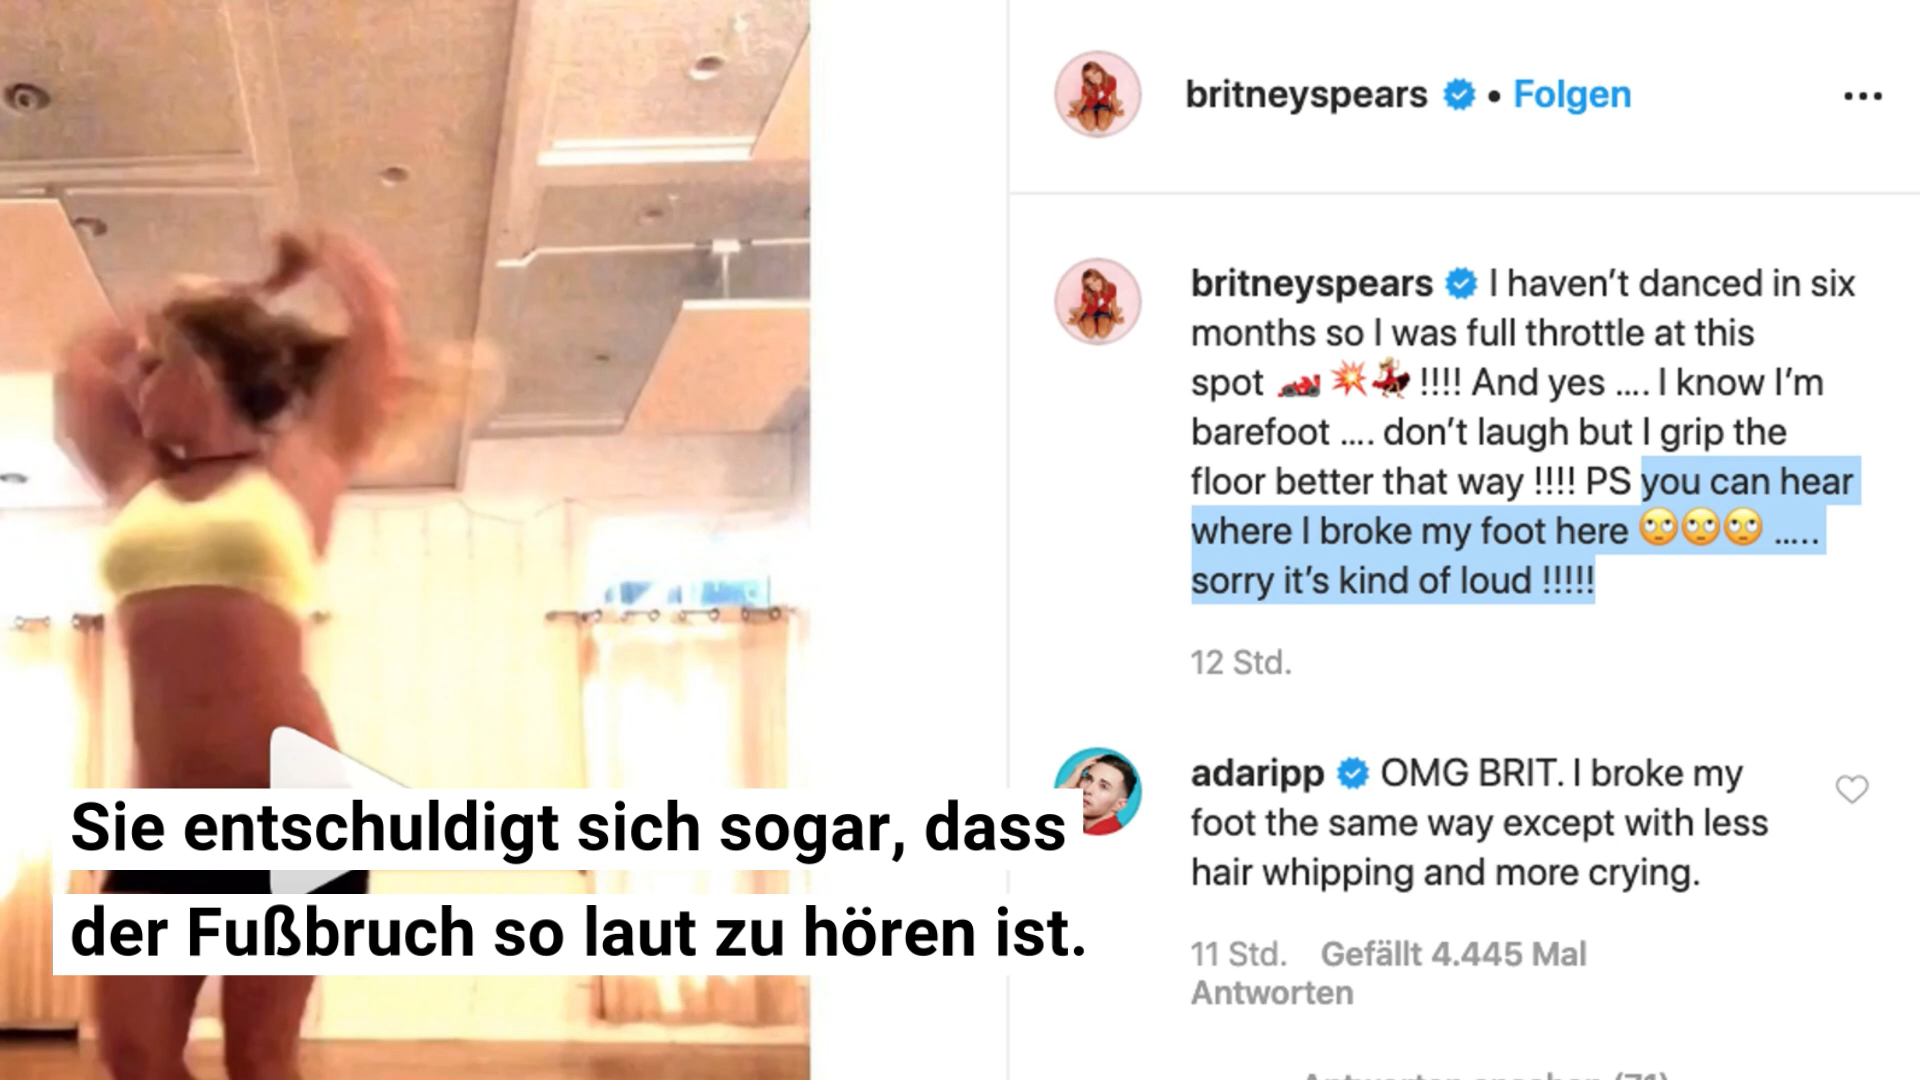 britneyspears • Folgen
britneyspears I haven’t danced in six
months so I was full throttle at this
spot 🏎️💥💃 !!!! And yes .... I know I’m
barefoot .... don’t laugh but I grip the
floor better that way !!!! PS you can hear
where I broke my foot here 🙄🙄🙄 .....
sorry it’s kind of loud !!!!!
12 Std.
adaripp OMG BRIT. I broke my
foot the same way except with less
hair whipping and more crying.
11 Std. Gefällt 4.445 Mal
Antworten
Antworten ansehen (71)
Sie entschuldigt sich sogar, dass
der Fußbruch so laut zu hören ist.